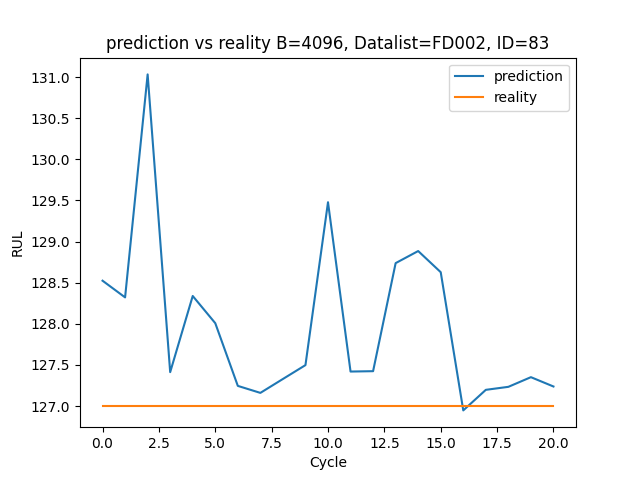 prediction vs reality B=4096, Datalist=FD002, ID=83
prediction
reality
131.0
130.5
130.0
129.5
129.0
128.5
128.0
127.5
127.0
RUL
0.0 2.5 5.0 7.5 10.0 12.5 15.0 17.5 20.0
Cycle